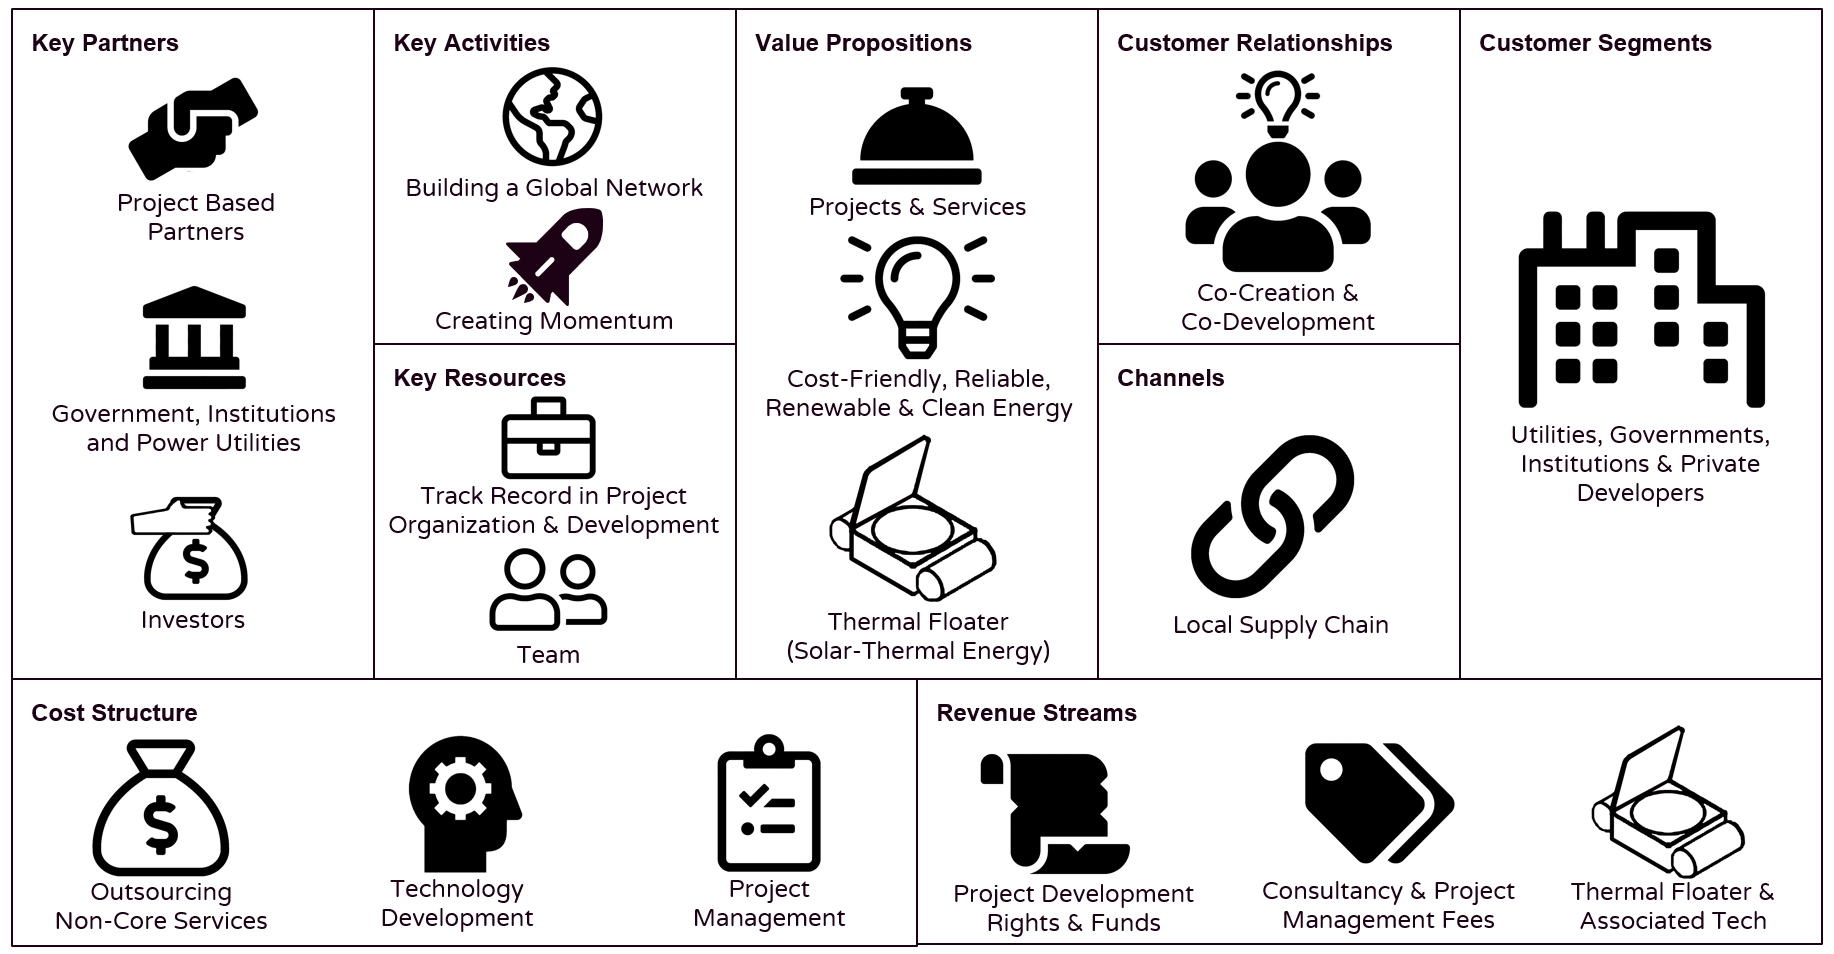 Key Partners
Project Based
Partners
Government, Institutions
and Power Utilities
$
Investors
Key Activities
Building a Global Network
Creating Momentum
Key Resources
Track Record in Project
Organization & Development
Team
Value Propositions
Projects & Services
Cost-Friendly, Reliable,
Renewable & Clean Energy
Thermal Floater
(Solar-Thermal Energy)
Customer Relationships
Co-Creation &
Co-Development
Channels
Local Supply Chain
Customer Segments
Utilities, Governments,
Institutions & Private
Developers
Cost Structure
$
Outsourcing
Non-Core Services
Technology
Development
Project
Management
Revenue Streams
Project Development
Rights & Funds
Consultancy & Project
Management Fees
Thermal Floater &
Associated Tech